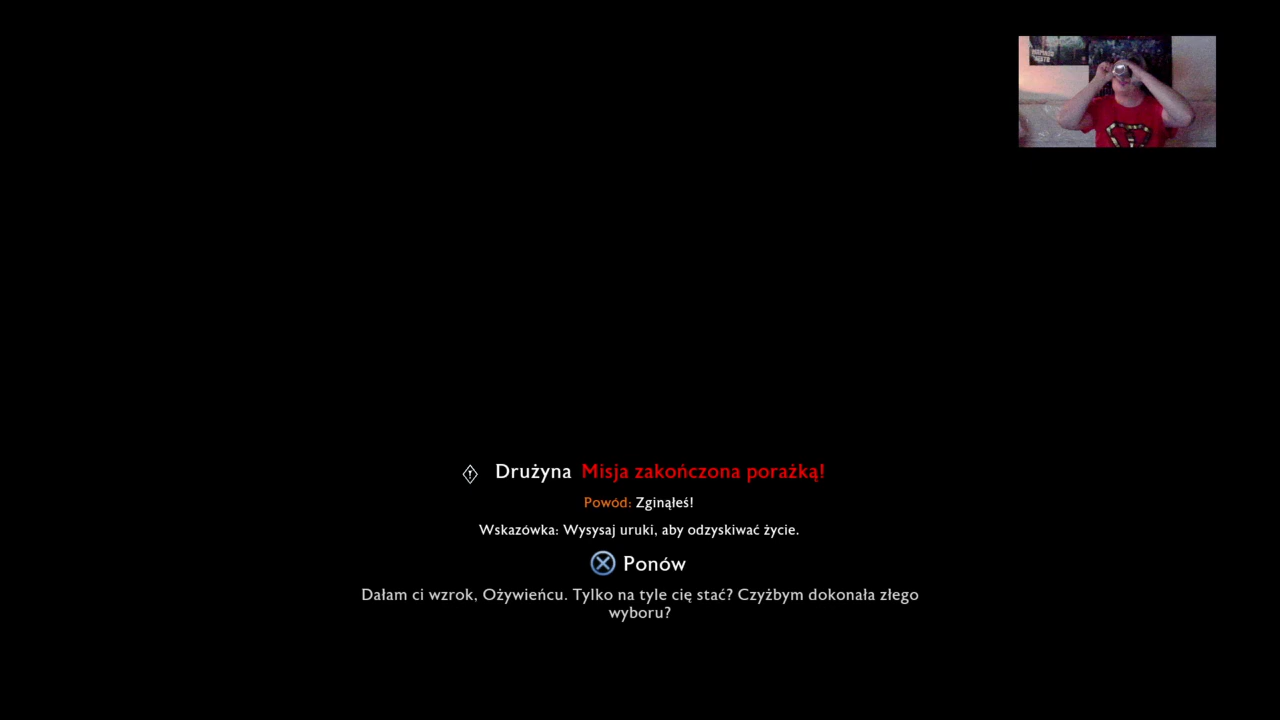 Drużyna Misja zakończona porażką!
Powód: Zginąłeś!
Wskazówka: Wysysaj uruki, aby odzyskiwać życie.
Ponów
Dałam ci wzrok, Ożywieńcu. Tylko na tyle cię stać? Czyżbym dokonała złego
wyboru?